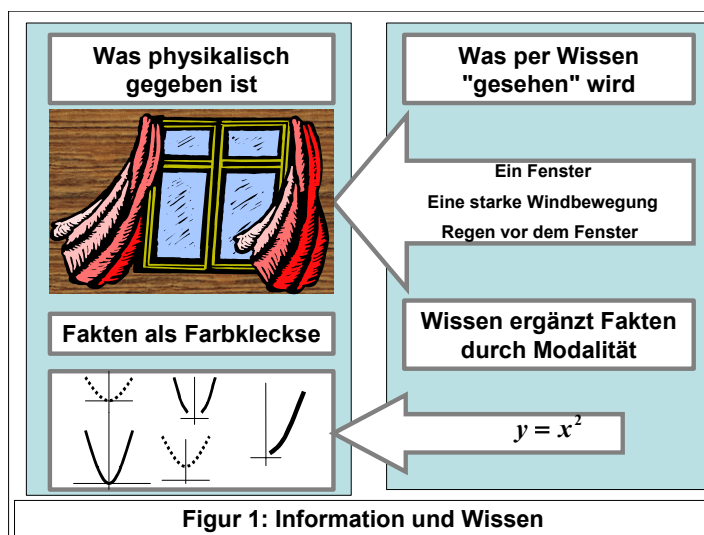 Was physikalisch
gegeben ist
Was per Wissen
"gesehen" wird
Ein Fenster
Eine starke Windbewegung
Regen vor dem Fenster
Fakten als Farbkleckse
Wissen ergänzt Fakten
durch Modalität
y = x²
Figur 1: Information und Wissen